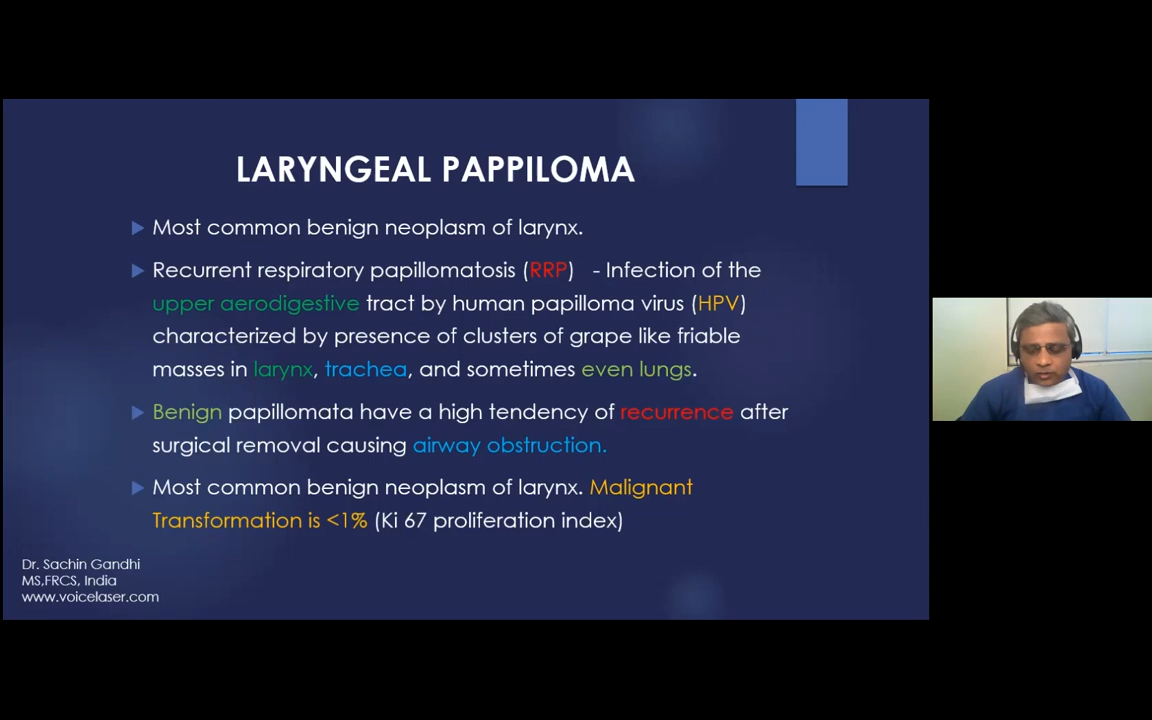 LARYNGEAL PAPPILOMA
Most common benign neoplasm of larynx.
Recurrent respiratory papillomatosis (RRP) - Infection of the
upper aerodigestive tract by human papilloma virus (HPV)
characterized by presence of clusters of grape like friable
masses in larynx, trachea, and sometimes even lungs.
Benign papillomata have a high tendency of recurrence after
surgical removal causing airway obstruction.
Most common benign neoplasm of larynx. Malignant
Transformation is <1% (Ki 67 proliferation index)
Dr. Sachin Gandhi
MS,FRCS, India
www.voicelaser.com